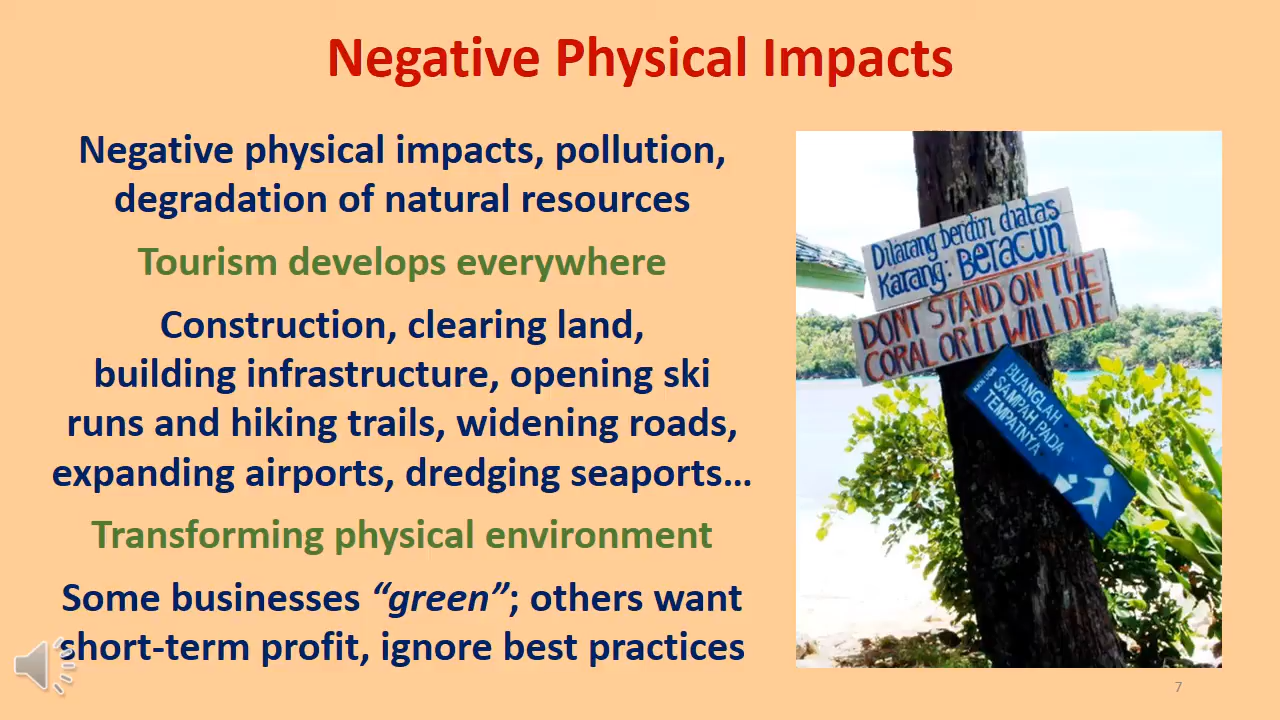 Negative Physical Impacts
Negative physical impacts, pollution,
degradation of natural resources
Tourism develops everywhere
Construction, clearing land,
building infrastructure, opening ski
runs and hiking trails, widening roads,
expanding airports, dredging seaports…
Transforming physical environment
Some businesses “green”; others want
short-term profit, ignore best practices
Dilarang berdiri diatas
Karang. Beracun
DONT STAND ON THE
CORAL OR IT WILL DIE
BUANGLAH
SAMPAH PADA
TEMPATNYA
7